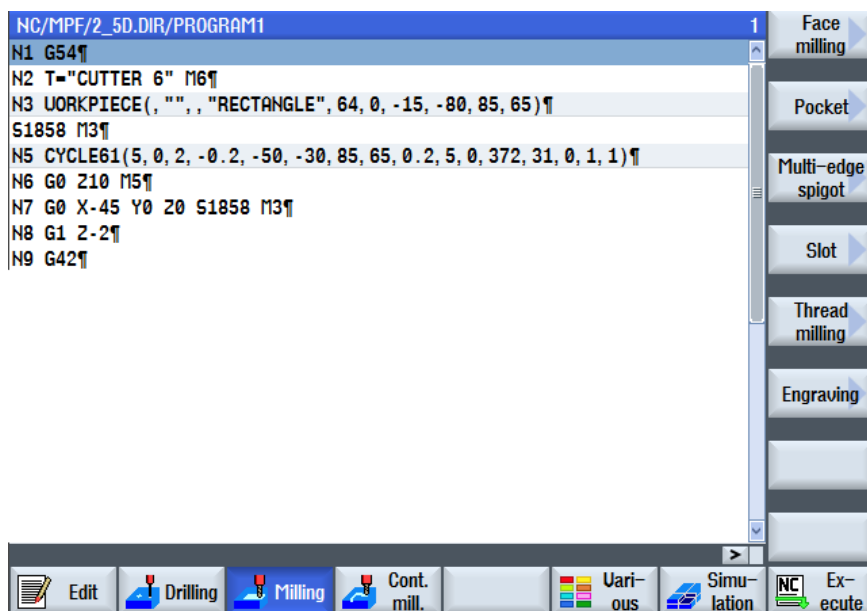 NC/MPF/2_5D.DIR/PROGRAM1 1
N1 G54¶
N2 T="CUTTER 6" M6¶
N3 WORKPIECE(,"",,"RECTANGLE",64,0,-15,-80,85,65)¶
S1858 M3¶
N5 CYCLE61(5,0,2,-0.2,-50,-30,85,65,0.2,5,0,372,31,0,1,1)¶
N6 G0 Z10 M5¶
N7 G0 X-45 Y0 Z0 S1858 M3¶
N8 G1 Z-2¶
N9 G42¶
Face
milling
Pocket
Multi-edge
spigot
Slot
Thread
milling
Engraving
>
Edit
Drilling
Milling
Cont.
mill.
Vari-
ous
Simu-
lation
NC
Ex-
ecute